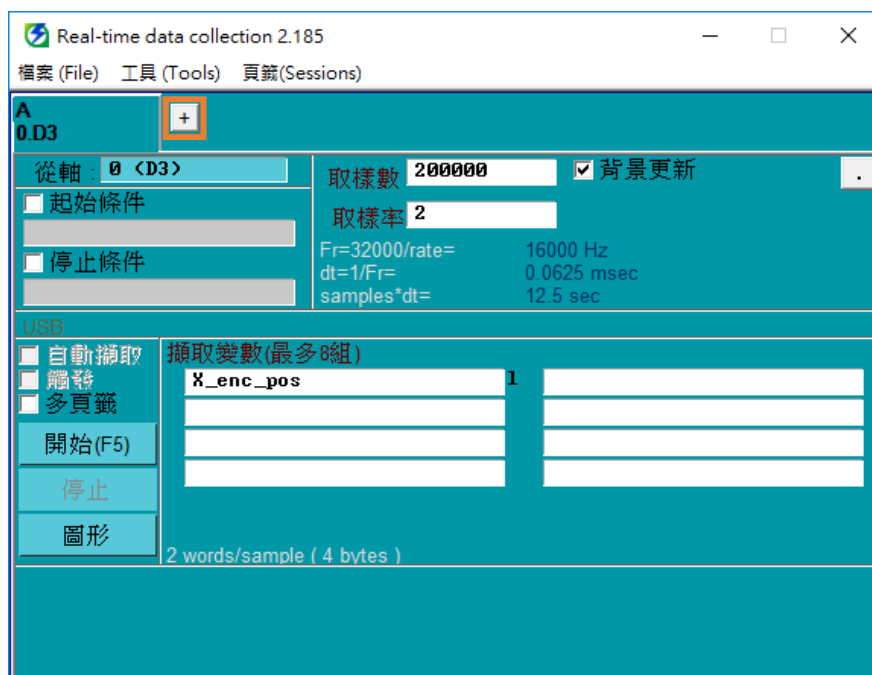 Real-time data collection 2.185
檔案 (File) 工具 (Tools) 頁籤(Sessions)
A
0.D3
+
從軸 : 0 (D3)
起始條件
停止條件
取樣數 200000
背景更新
.
取樣率 2
Fr=32000/rate= 16000 Hz
dt=1/Fr= 0.0625 msec
samples*dt= 12.5 sec
USB
自動擷取
觸發
多頁籤
開始(F5)
停止
圖形
擷取變數(最多8組)
X_enc_pos 1
2 words/sample ( 4 bytes )